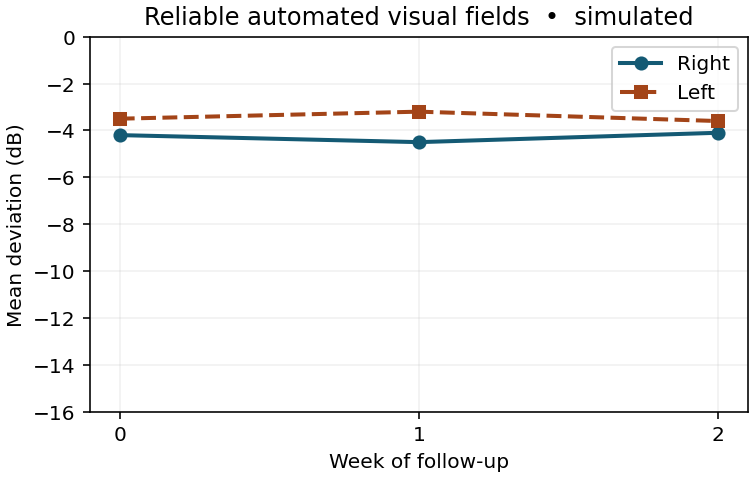 Reliable automated visual fields • simulated
Mean deviation (dB)
0
−2
−4
−6
−8
−10
−12
−14
−16
Right
Left
0 1 2
Week of follow-up